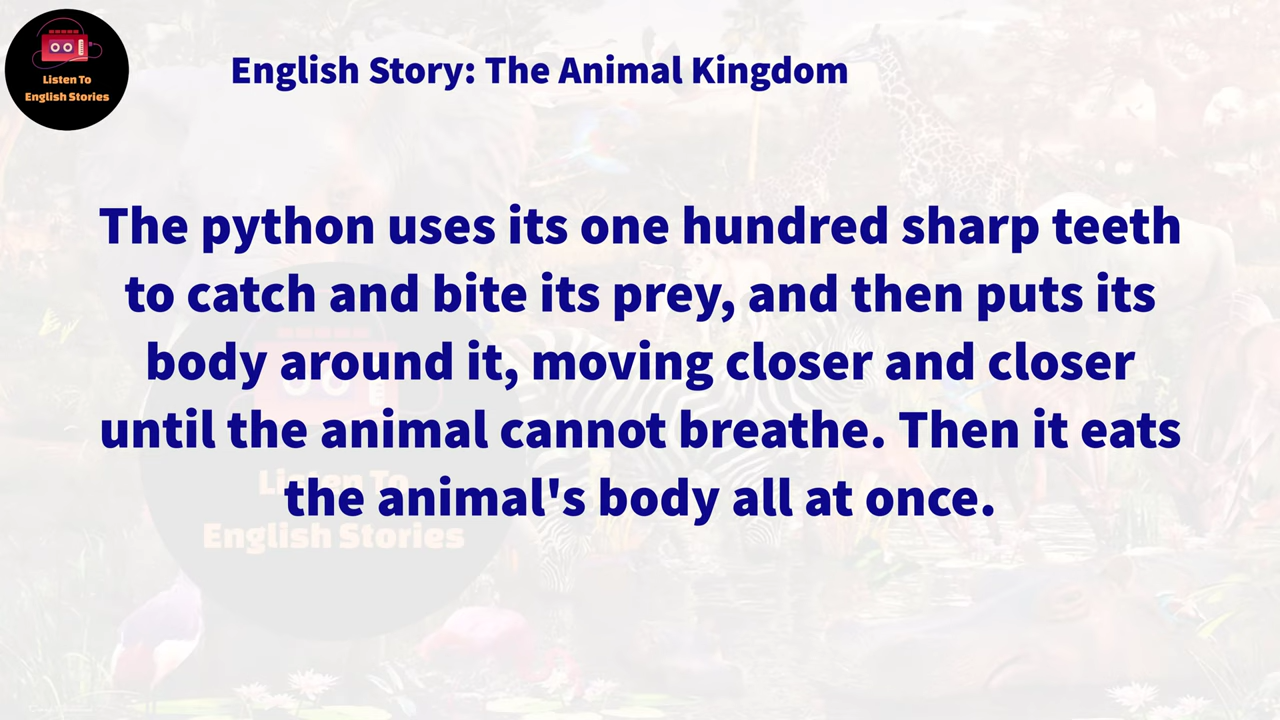 Listen To
English Stories
English Story: The Animal Kingdom
The python uses its one hundred sharp teeth
to catch and bite its prey, and then puts its
body around it, moving closer and closer
until the animal cannot breathe. Then it eats
the animal's body all at once.
Listen To
English Stories